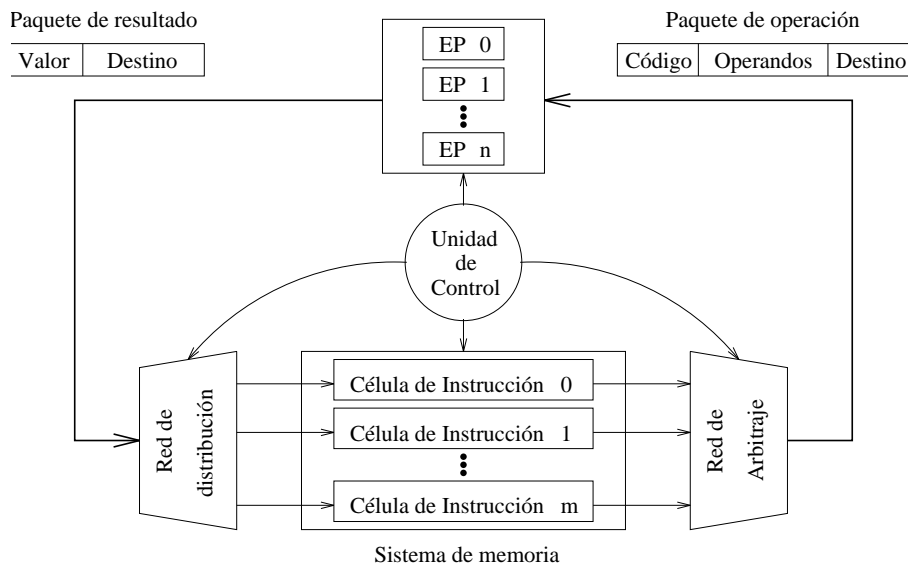 Paquete de resultado
Valor Destino
EP 0
EP 1
EP n
Paquete de operación
Código Operandos Destino
Unidad
de
Control
Red de
distribución
Célula de Instrucción 0
Célula de Instrucción 1
Célula de Instrucción m
Red de
Arbitraje
Sistema de memoria